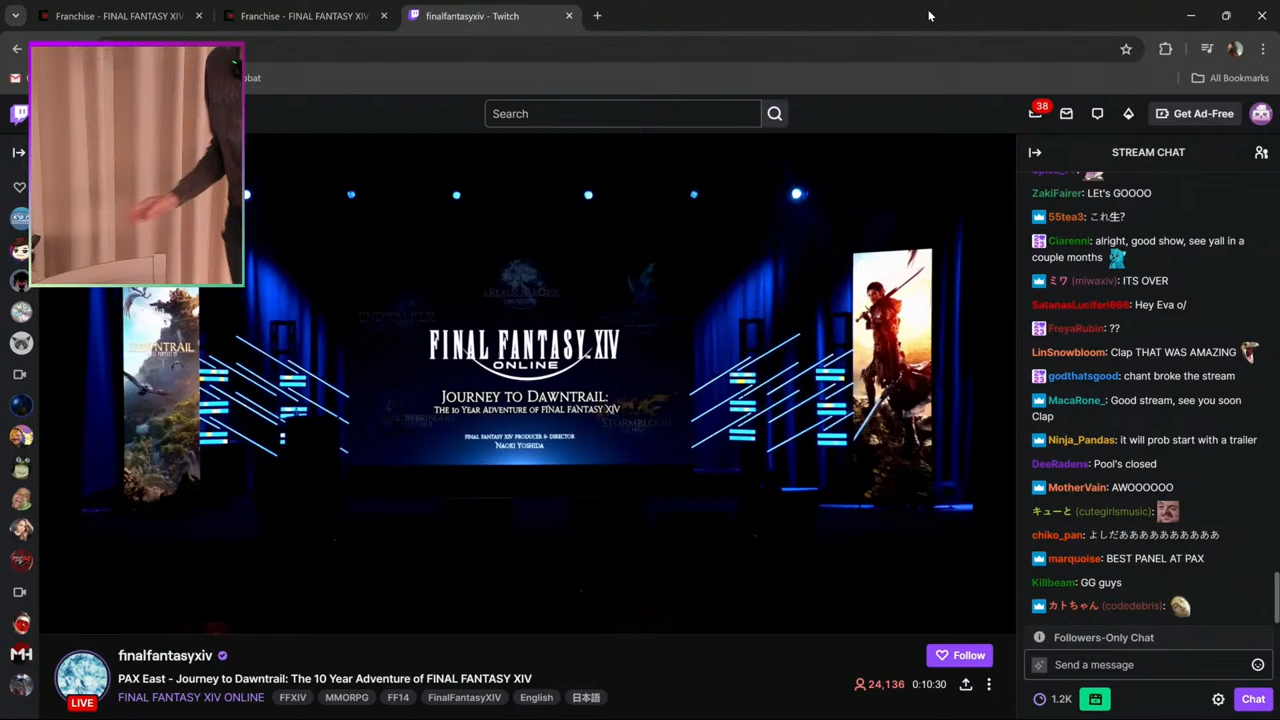 Franchise - FINAL FANTASY XIV
Franchise - FINAL FANTASY XIV
finalfantasyxiv - Twitch
All Bookmarks
Search
38
Get Ad-Free
STREAM CHAT
ZakiFairer: LEt's GOOOO
55tea3: これ生?
Ciarenni: alright, good show, see yall in a
couple months
ミワ (miwaxiv): ITS OVER
SatanasLuciferi666: Hey Eva o/
FreyaRubin: ??
LinSnowbloom: Clap THAT WAS AMAZING
godthatsgood: chant broke the stream
MacaRone_: Good stream, see you soon
Clap
Ninja_Pandas: it will prob start with a trailer
DeeRadens: Pool's closed
MotherVain: AWOOOOOO
キューと (cutegirlsmusic):
chiko_pan: よしだあああああああああああ
marquoise: BEST PANEL AT PAX
Killbeam: GG guys
カトちゃん (codedebris):
Followers-Only Chat
Send a message
1.2K
Chat
DAWNTRAIL
A REALM REBORN
ENDWALKER
FINAL FANTASY XIV
ONLINE
JOURNEY TO DAWNTRAIL:
THE 10 YEAR ADVENTURE OF FINAL FANTASY XIV
STORMBLOOD
FINAL FANTASY XIV PRODUCER & DIRECTOR
NAOKI YOSHIDA
LIVE
finalfantasyxiv
Follow
PAX East - Journey to Dawntrail: The 10 Year Adventure of FINAL FANTASY XIV
FINAL FANTASY XIV ONLINE
FFXIV
MMORPG
FF14
FinalFantasyXIV
English
日本語
24,136
0:10:30